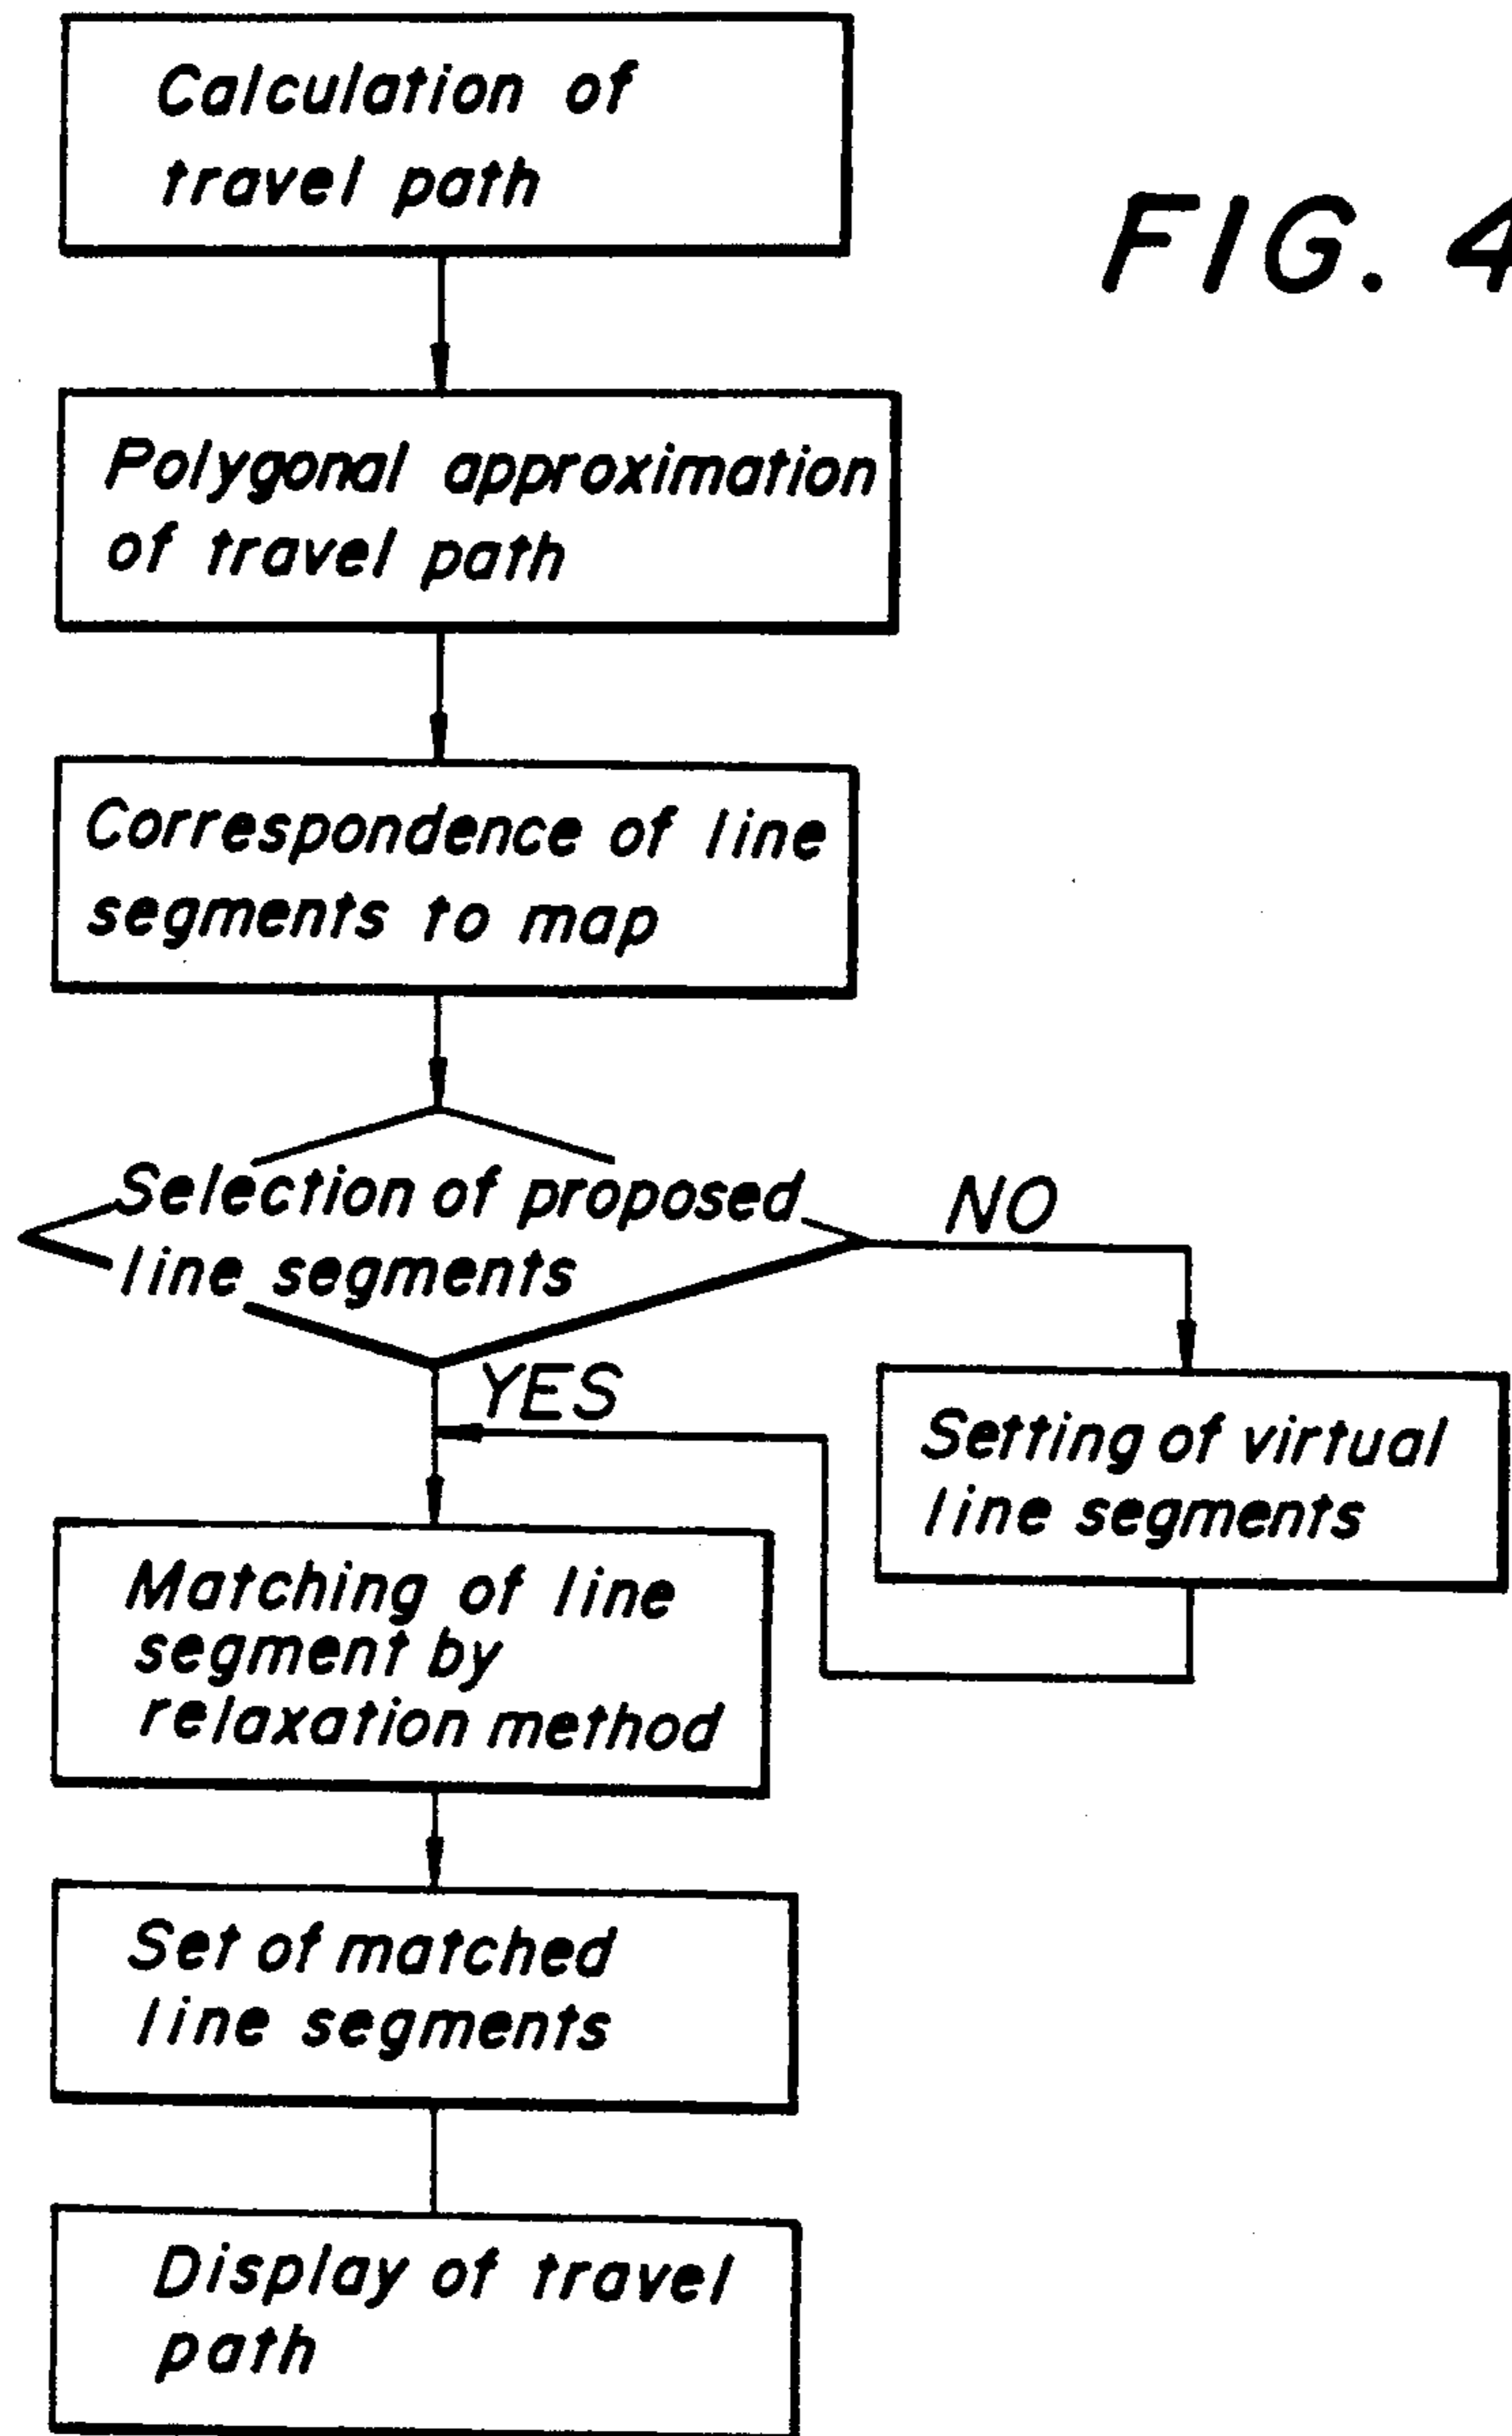 Calculation of
travel path
FIG. 4
Polygonal approximation
of travel path
Correspondence of line
segments to map
Selection of proposed
line segments
NO
YES
Setting of virtual
line segments
Matching of line
segment by
relaxation method
Set of matched
line segments
Display of travel
path